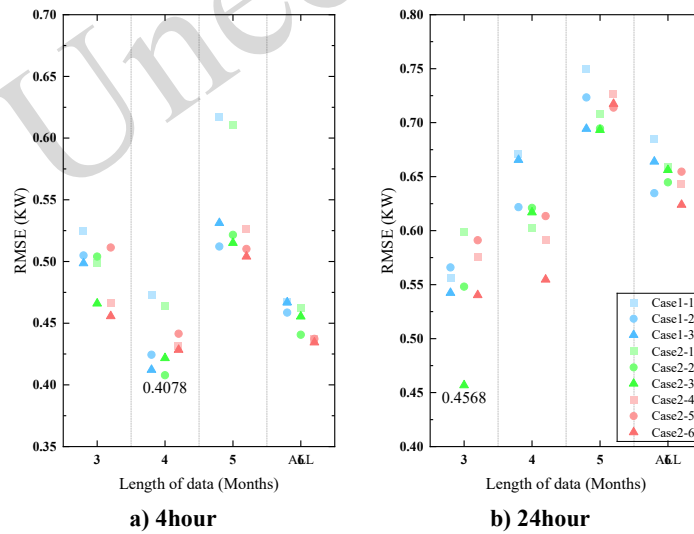 Unec
0.70
0.65
0.60
0.55
0.50
0.45
0.40
0.35
RMSE (KW)
0.4078
3
4
5
ALL
Length of data (Months)
a) 4hour
0.80
0.75
0.70
0.65
0.60
0.55
0.50
0.45
0.40
RMSE (KW)
0.4568
3
4
5
ALL
Length of data (Months)
b) 24hour
Case1-1
Case1-2
Case1-3
Case2-1
Case2-2
Case2-3
Case2-4
Case2-5
Case2-6